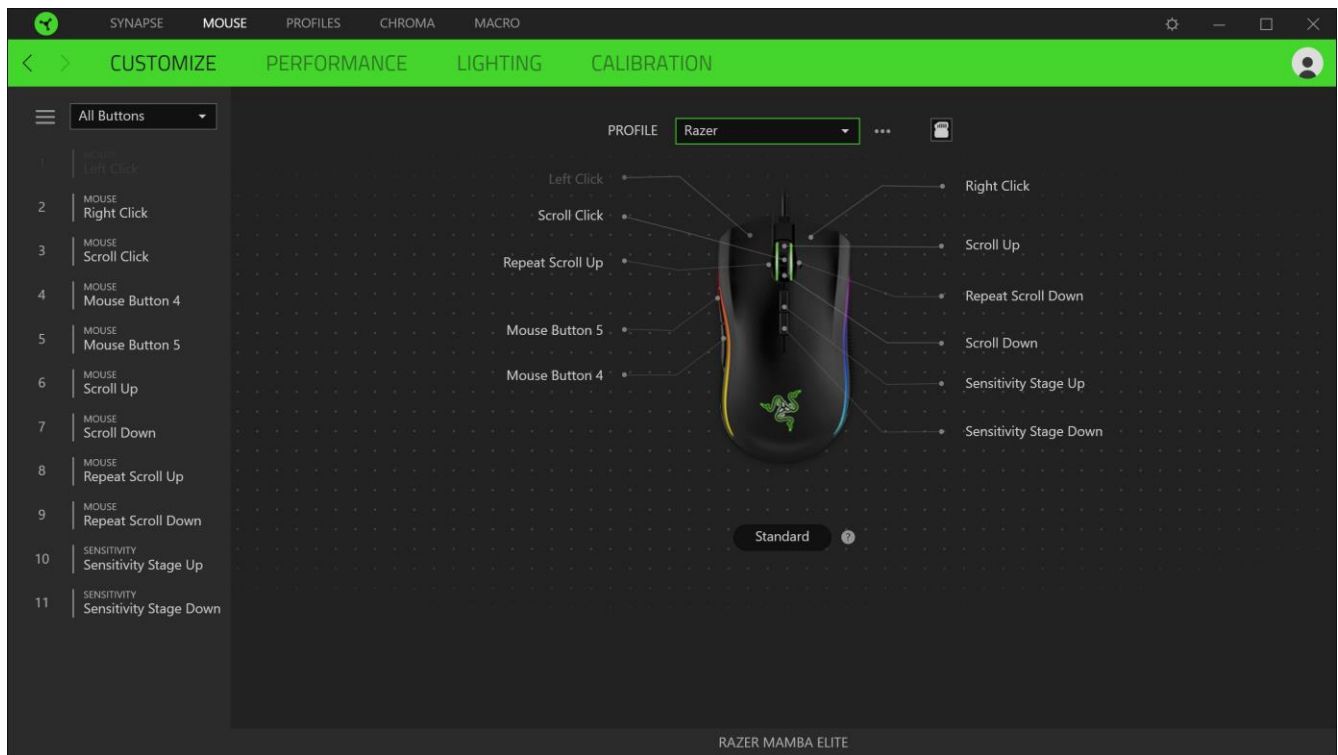 SYNAPSE MOUSE PROFILES CHROMA MACRO
CUSTOMIZE PERFORMANCE LIGHTING CALIBRATION
All Buttons
1 MOUSE
Left Click
2 MOUSE
Right Click
3 MOUSE
Scroll Click
4 MOUSE
Mouse Button 4
5 MOUSE
Mouse Button 5
6 MOUSE
Scroll Up
7 MOUSE
Scroll Down
8 MOUSE
Repeat Scroll Up
9 MOUSE
Repeat Scroll Down
10 SENSITIVITY
Sensitivity Stage Up
11 SENSITIVITY
Sensitivity Stage Down
PROFILE Razer
Left Click
Scroll Click
Repeat Scroll Up
Mouse Button 5
Mouse Button 4
Right Click
Scroll Up
Repeat Scroll Down
Scroll Down
Sensitivity Stage Up
Sensitivity Stage Down
Standard ?
RAZER MAMBA ELITE